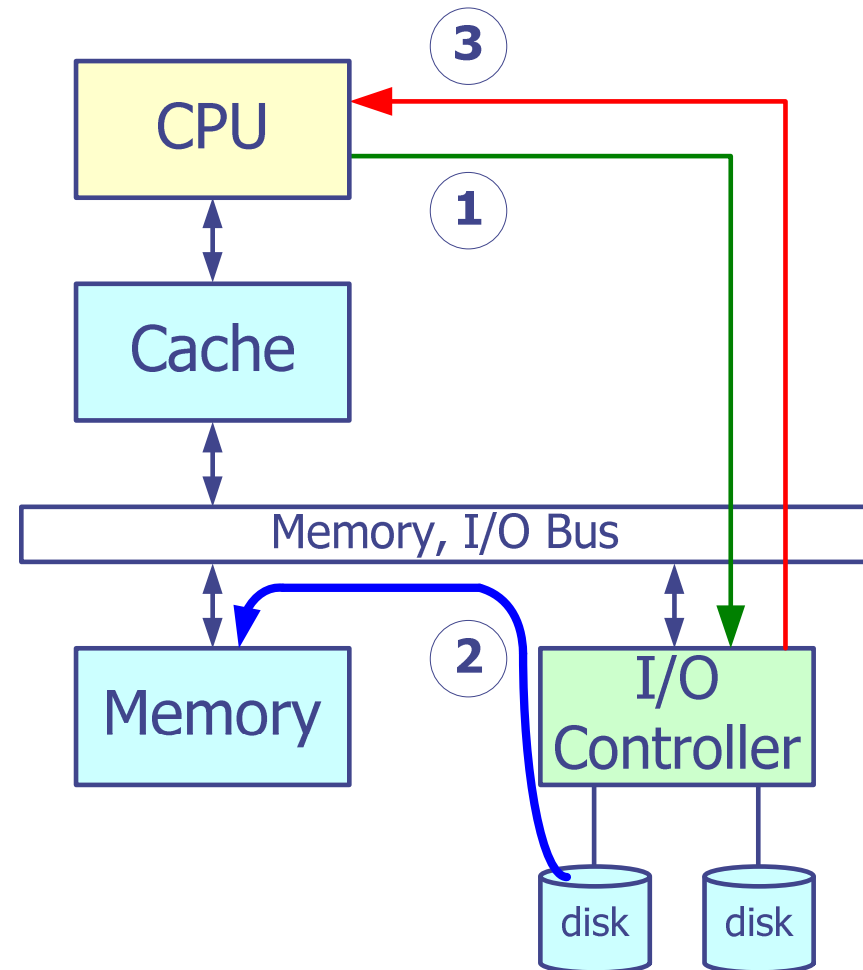 3
CPU
1
Cache
Memory, I/O Bus
2
Memory
I/O
Controller
disk
disk